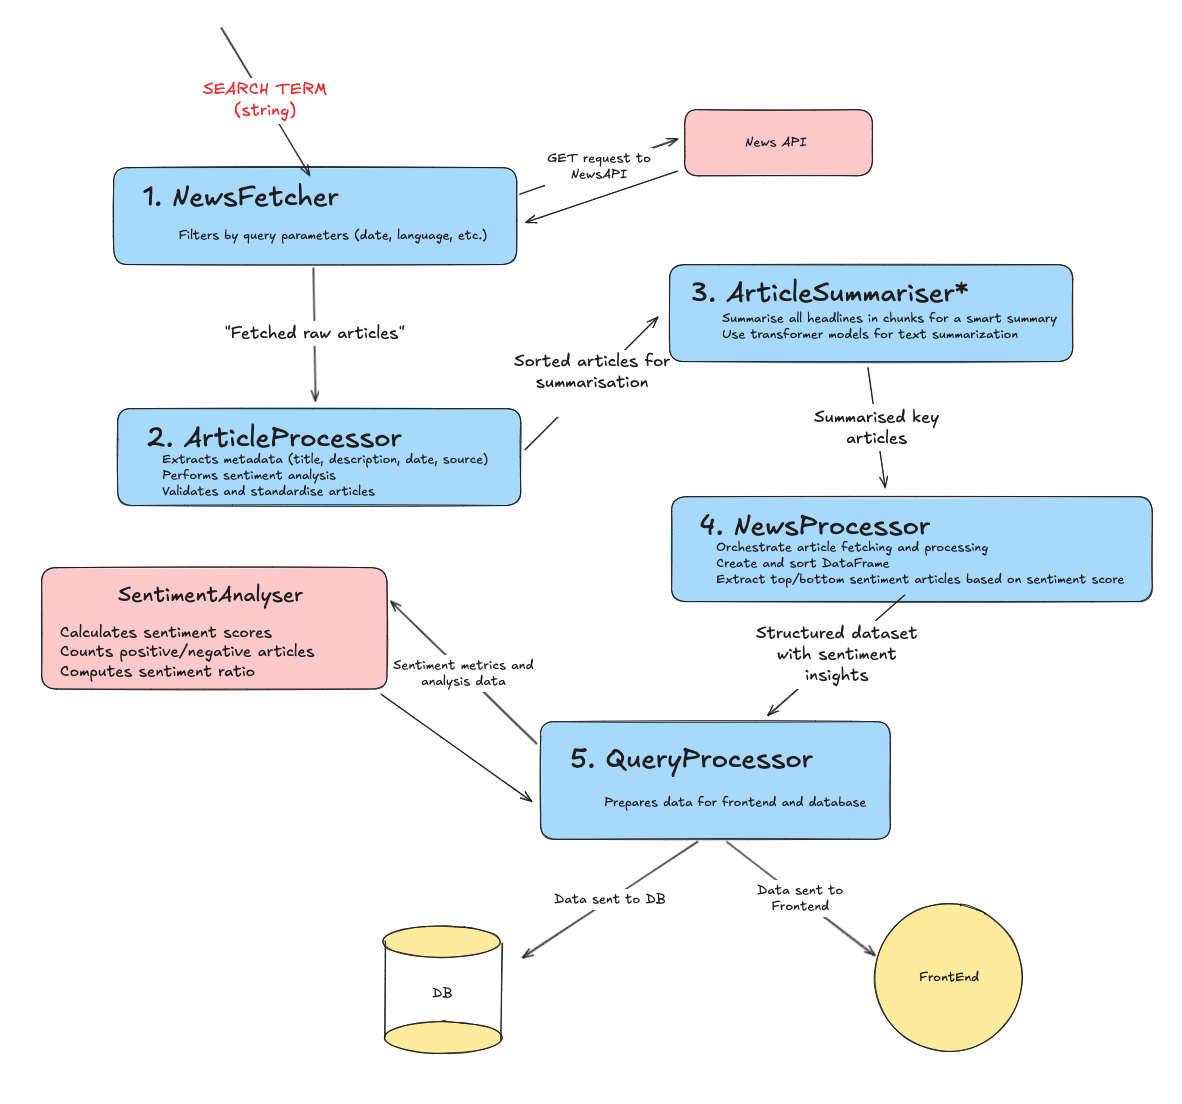 SEARCH TERM
(string)
News API
GET request to
NewsAPI
1. NewsFetcher
Filters by query parameters (date, language, etc.)
3. ArticleSummariser*
Summarise all headlines in chunks for a smart summary
Use transformer models for text summarization
"Fetched raw articles"
Sorted articles for
summarisation
Summarised key
articles
2. ArticleProcessor
Extracts metadata (title, description, date, source)
Performs sentiment analysis
Validates and standardise articles
4. NewsProcessor
Orchestrate article fetching and processing
Create and sort DataFrame
Extract top/bottom sentiment articles based on sentiment score
SentimentAnalyser
Calculates sentiment scores
Counts positive/negative articles
Computes sentiment ratio
Structured dataset
with sentiment
insights
Sentiment metrics and
analysis data
5. QueryProcessor
Prepares data for frontend and database
Data sent to DB
Data sent to
Frontend
DB
FrontEnd